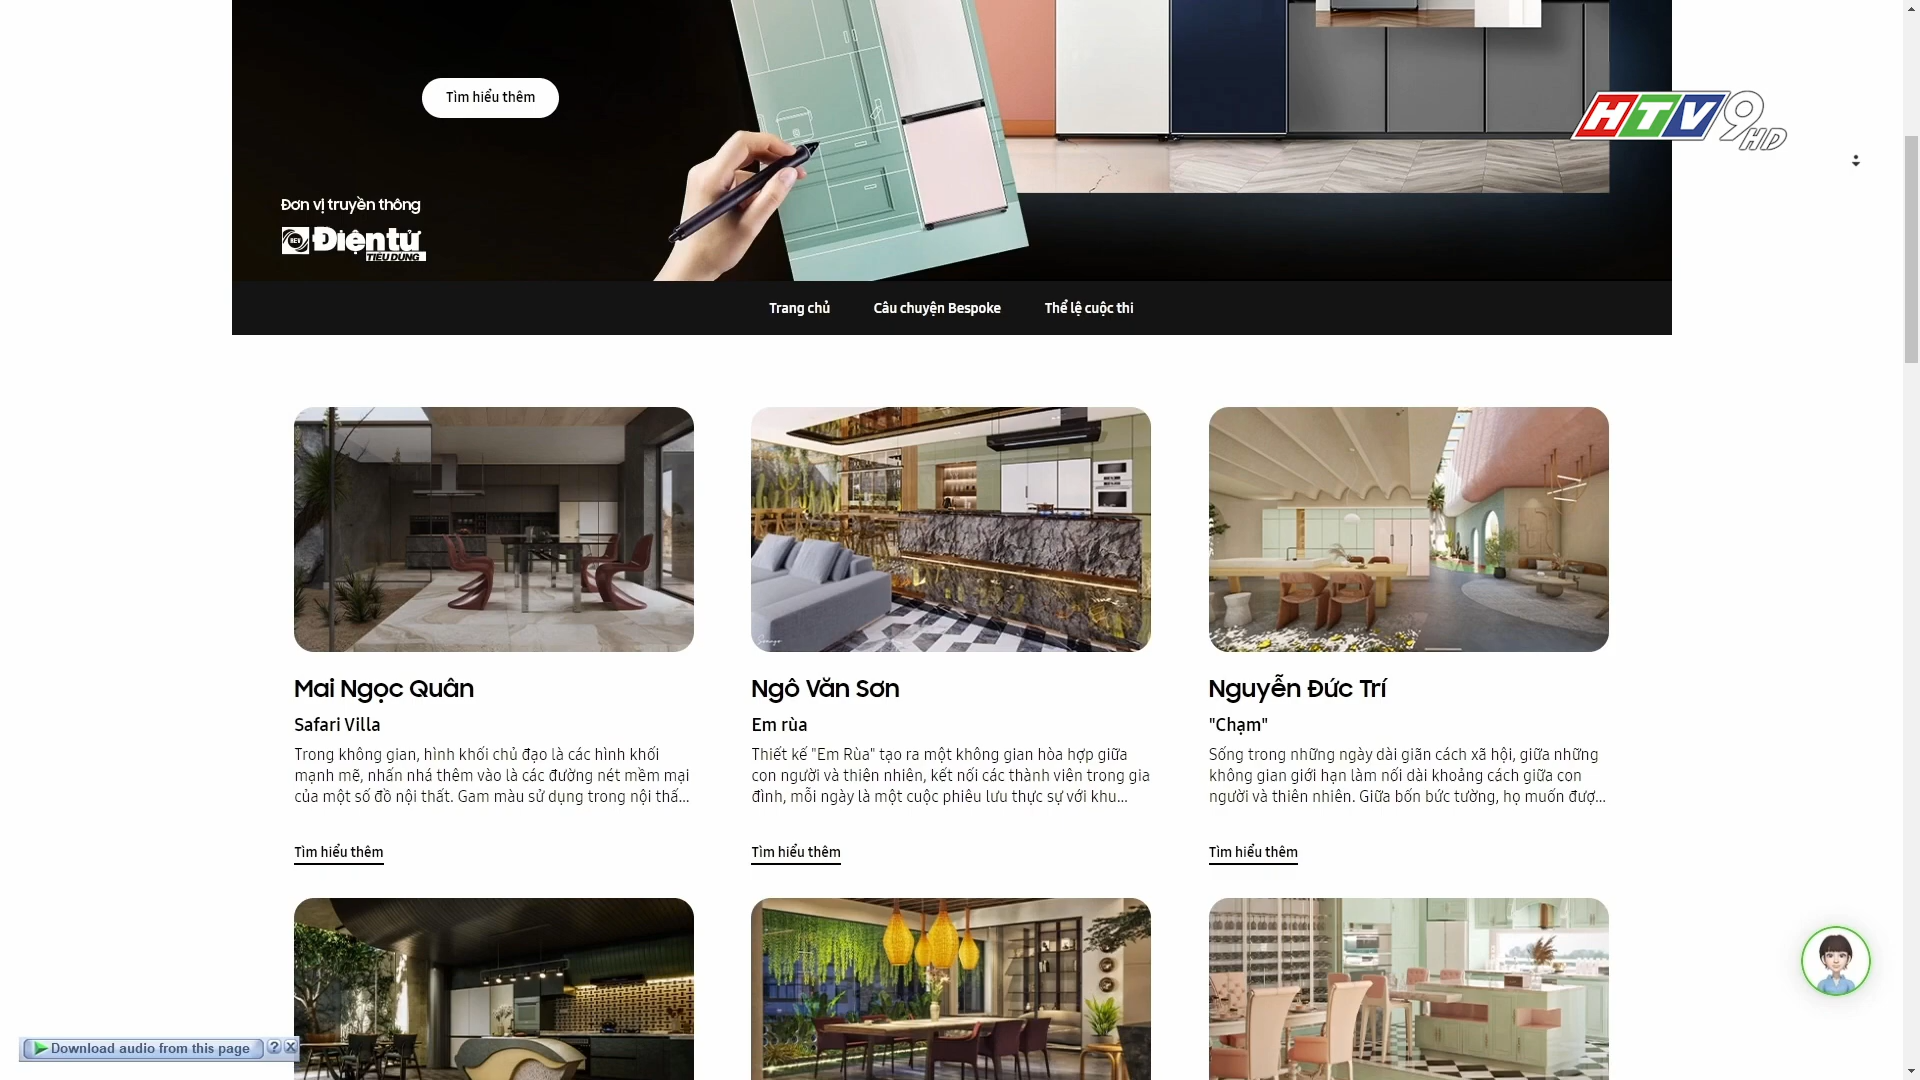 Tìm hiểu thêm
HTV9
HD
Đơn vị truyền thông
Điện tử
TIÊU DÙNG
Trang chủ
Câu chuyện Bespoke
Thể lệ cuộc thi
Mai Ngọc Quân
Safari Villa
Trong không gian, hình khối chủ đạo là các hình khối
mạnh mẽ, nhấn nhá thêm vào là các đường nét mềm mại
của một số đồ nội thất. Gam màu sử dụng trong nội thấ...
Tìm hiểu thêm
Ngô Văn Sơn
Em rùa
Thiết kế "Em Rùa" tạo ra một không gian hòa hợp giữa
con người và thiên nhiên, kết nối các thành viên trong gia
đình, mỗi ngày là một cuộc phiêu lưu thực sự với khu...
Tìm hiểu thêm
Nguyễn Đức Trí
"Chạm"
Sống trong những ngày dài giãn cách xã hội, giữa những
không gian giới hạn làm nối dài khoảng cách giữa con
người và thiên nhiên. Giữa bốn bức tường, họ muốn đượ...
Tìm hiểu thêm
Download audio from this page